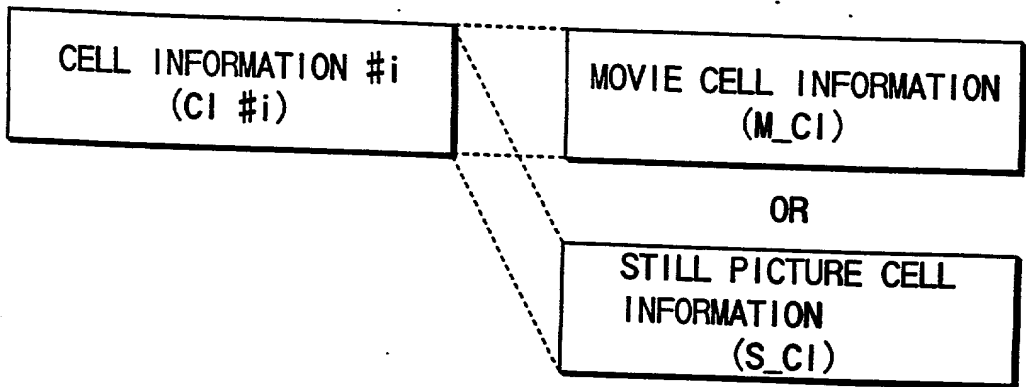 CELL INFORMATION #i
(CI #i)
MOVIE CELL INFORMATION
(M_CI)
OR
STILL PICTURE CELL
INFORMATION
(S_CI)